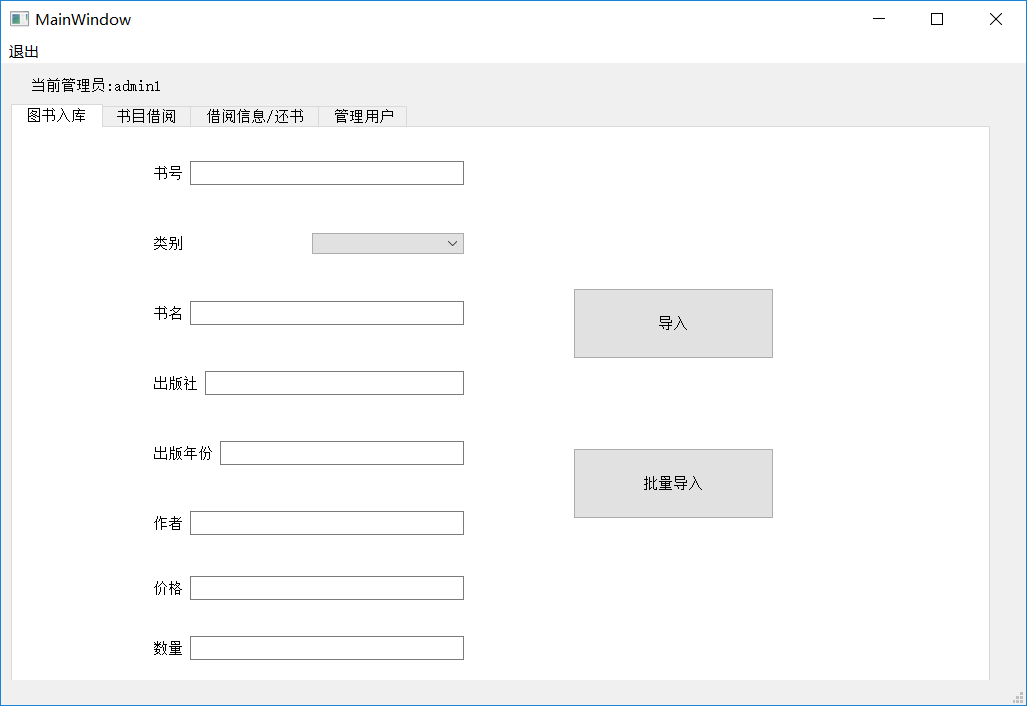 MainWindow
退出
当前管理员:admin1
图书入库 书目借阅 借阅信息/还书 管理用户
书号
类别
书名
导入
出版社
出版年份
批量导入
作者
价格
数量